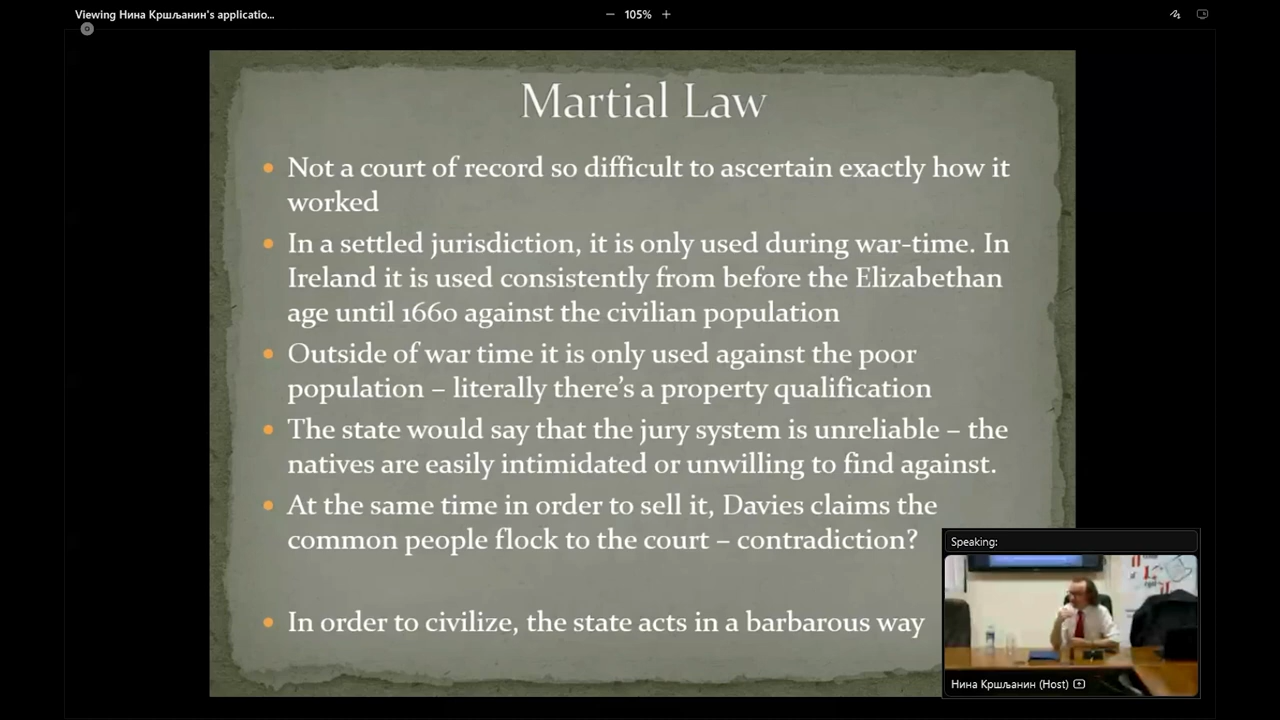 Viewing Нина Кршљанин's applicatio...
105%
Martial Law
Not a court of record so difficult to ascertain exactly how it
worked
In a settled jurisdiction, it is only used during war-time. In
Ireland it is used consistently from before the Elizabethan
age until 1660 against the civilian population
Outside of war time it is only used against the poor
population – literally there's a property qualification
The state would say that the jury system is unreliable – the
natives are easily intimidated or unwilling to find against.
At the same time in order to sell it, Davies claims the
common people flock to the court – contradiction?
In order to civilize, the state acts in a barbarous way
Speaking:
Нина Кршљанин (Host)